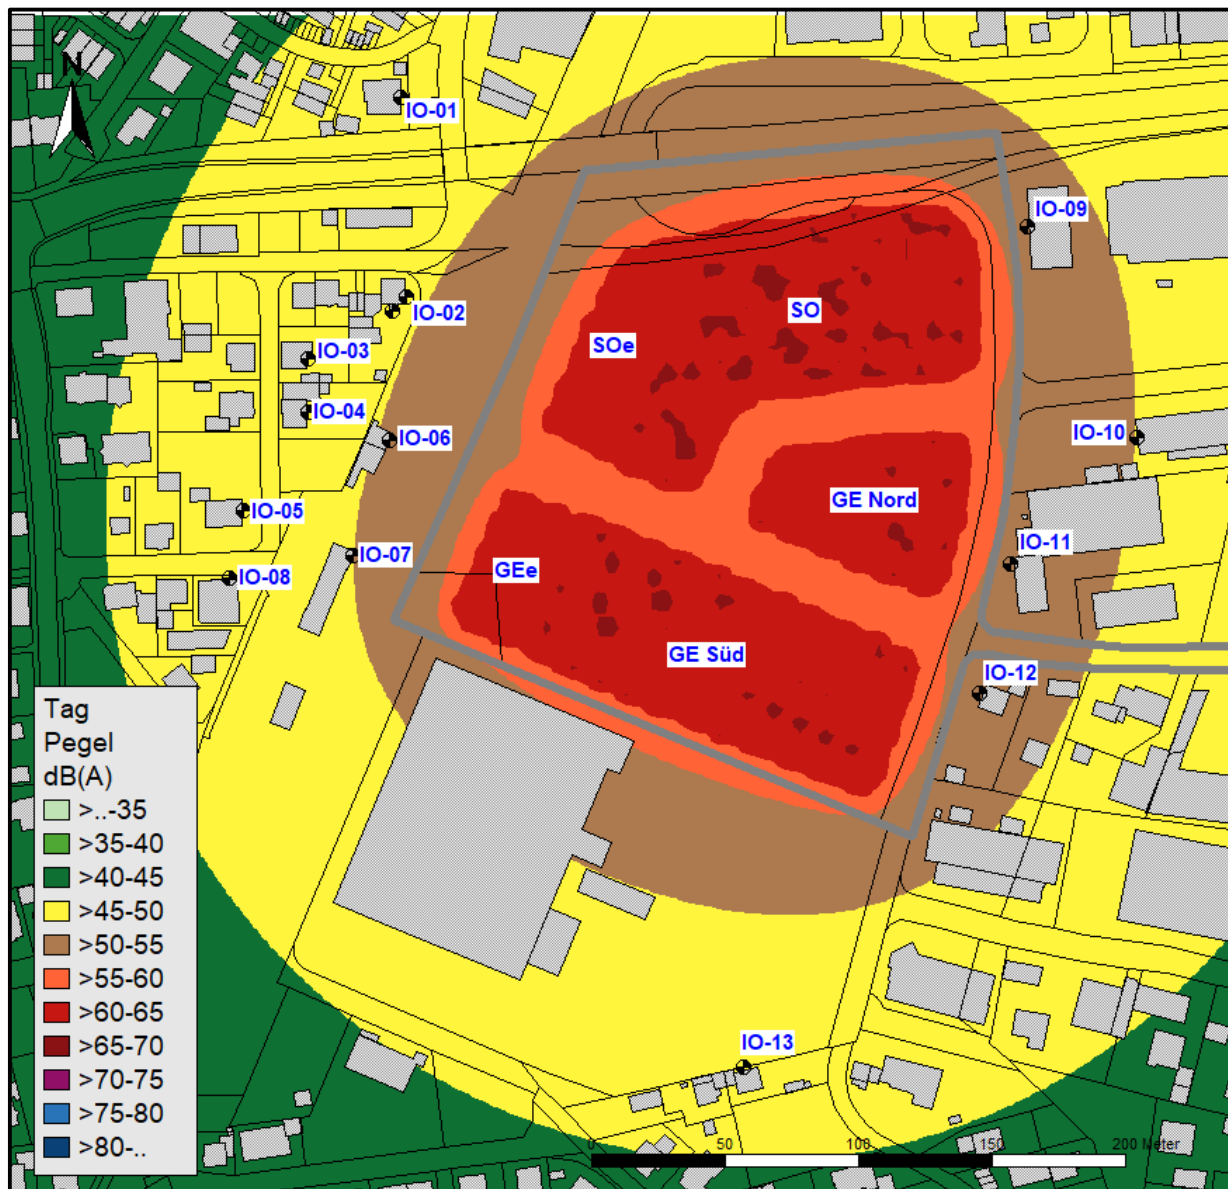 N
IO-01
IO-09
IO-02
SO
SOe
IO-03
IO-04
IO-06
IO-10
GE Nord
IO-05
IO-11
IO-07
GEe
IO-08
GE Süd
IO-12
Tag
Pegel
dB(A)
>..-35
>35-40
>40-45
>45-50
>50-55
>55-60
>60-65
>65-70
>70-75
>75-80
>80-..
IO-13
0 50 100 150 200 Meter